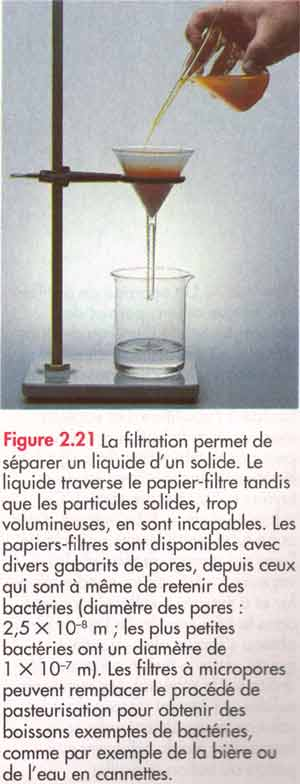 Figure 2.21 La filtration permet de
séparer un liquide d'un solide. Le
liquide traverse le papier-filtre tandis
que les particules solides, trop
volumineuses, en sont incapables. Les
papiers-filtres sont disponibles avec
divers gabarits de pores, depuis ceux
qui sont à même de retenir des
bactéries (diamètre des pores :
2,5 × 10⁻⁸ m ; les plus petites
bactéries ont un diamètre de
1 × 10⁻⁷ m). Les filtres à micropores
peuvent remplacer le procédé de
pasteurisation pour obtenir des
boissons exemptes de bactéries,
comme par exemple de la bière ou
de l'eau en cannettes.